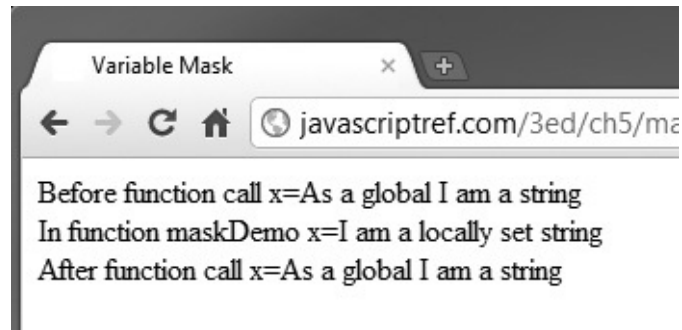 Variable Mask
javascriptref.com/3ed/ch5/ma
Before function call x=As a global I am a string
In function maskDemo x=I am a locally set string
After function call x=As a global I am a string